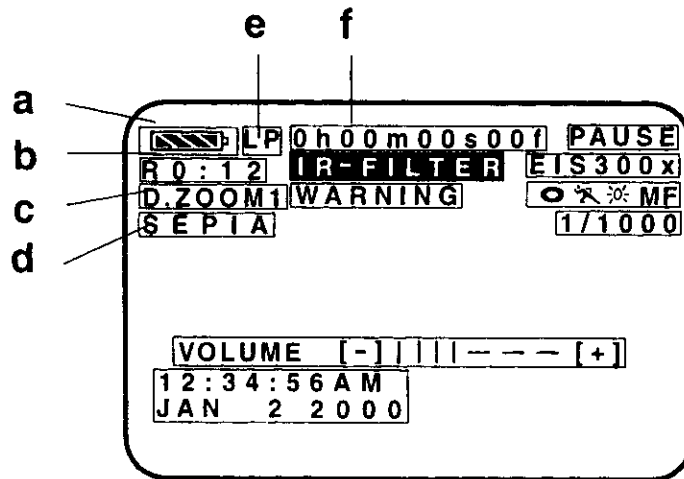 e f
a
b
c
d
LP 0h00m00s00f PAUSE
R0:12 IR-FILTER EIS300x
D.ZOOM1 WARNING MF
SEPIA 1/1000
VOLUME [-]||||---[+]
12:34:56AM
JAN 2 2000